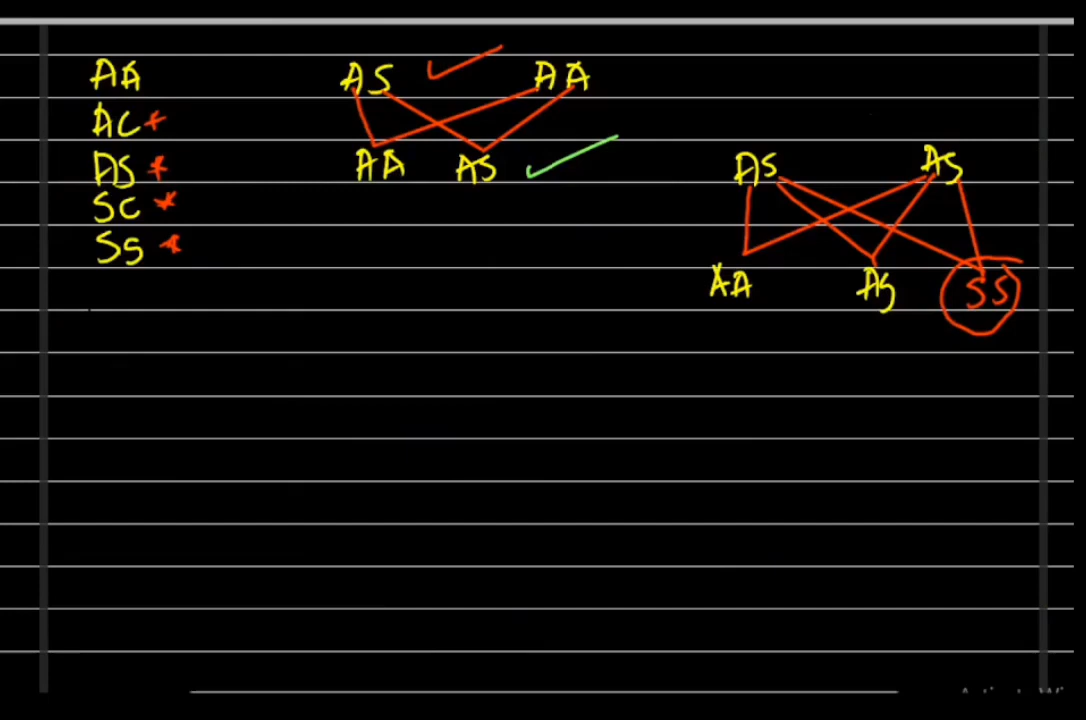 AA
AC *
AS *
SC *
SS *
AS AA
AA AS
AS AS
AA AS SS